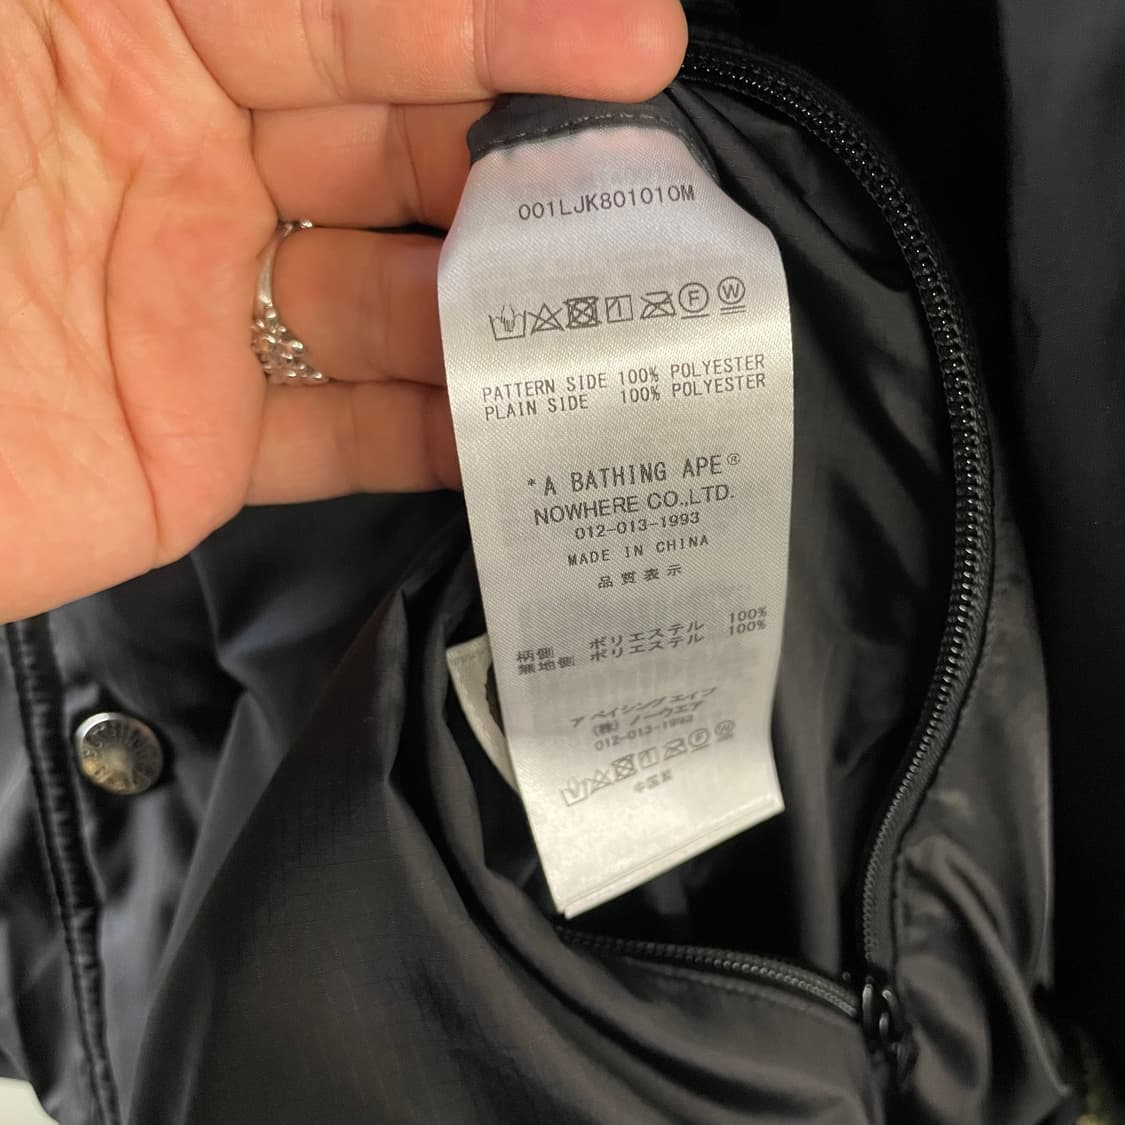 001LJK801010M
F W
PATTERN SIDE 100% POLYESTER
PLAIN SIDE 100% POLYESTER
*A BATHING APE®
NOWHERE CO.,LTD.
012-013-1993
MADE IN CHINA
品質表示
柄側 ポリエステル 100%
無地側 ポリエステル 100%
ア ベイシング エイプ
(株) ノーウエア
012-013-1993
F W
中国製